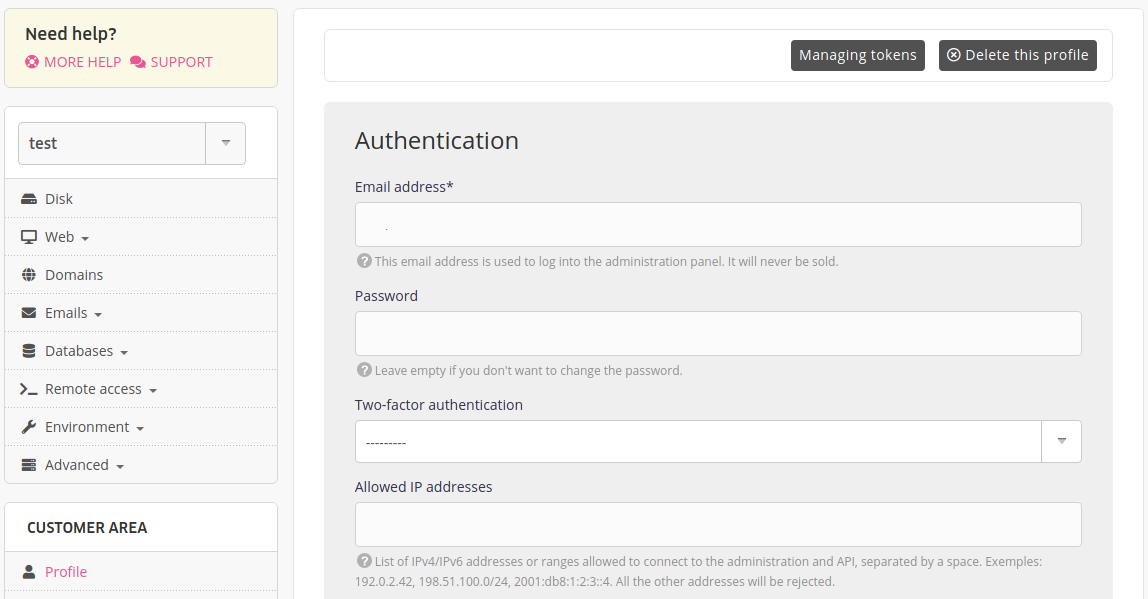 Need help?
MORE HELP SUPPORT
test
Disk
Web
Domains
Emails
Databases
Remote access
Environment
Advanced
CUSTOMER AREA
Profile
Managing tokens
Delete this profile
Authentication
Email address*
This email address is used to log into the administration panel. It will never be sold.
Password
Leave empty if you don't want to change the password.
Two-factor authentication
---------
Allowed IP addresses
List of IPv4/IPv6 addresses or ranges allowed to connect to the administration and API, separated by a space. Exemples:
192.0.2.42, 198.51.100.0/24, 2001:db8:1:2:3::4. All the other addresses will be rejected.